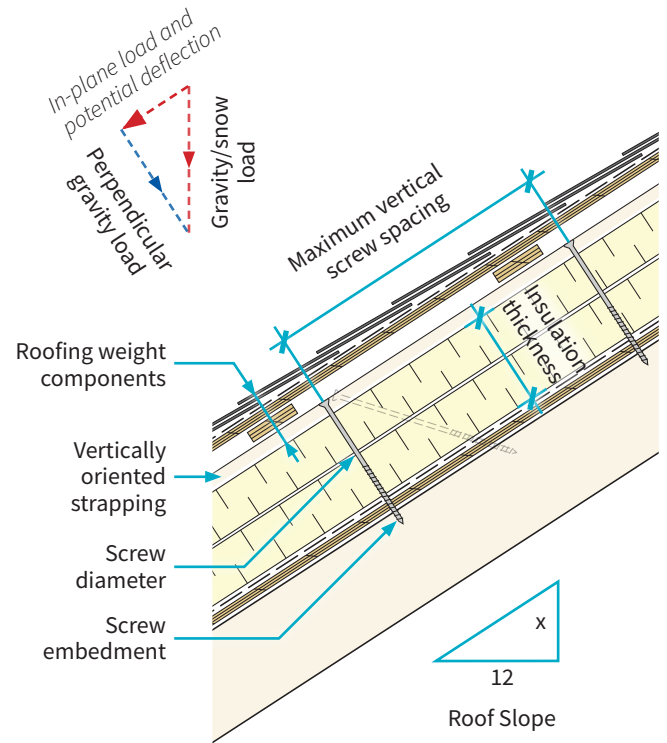 In-plane load and
potential deflection
Perpendicular
gravity load
Gravity/snow
load
Maximum vertical
screw spacing
Insulation
thickness
Roofing weight
components
Vertically
oriented
strapping
Screw
diameter
Screw
embedment
x
12
Roof Slope